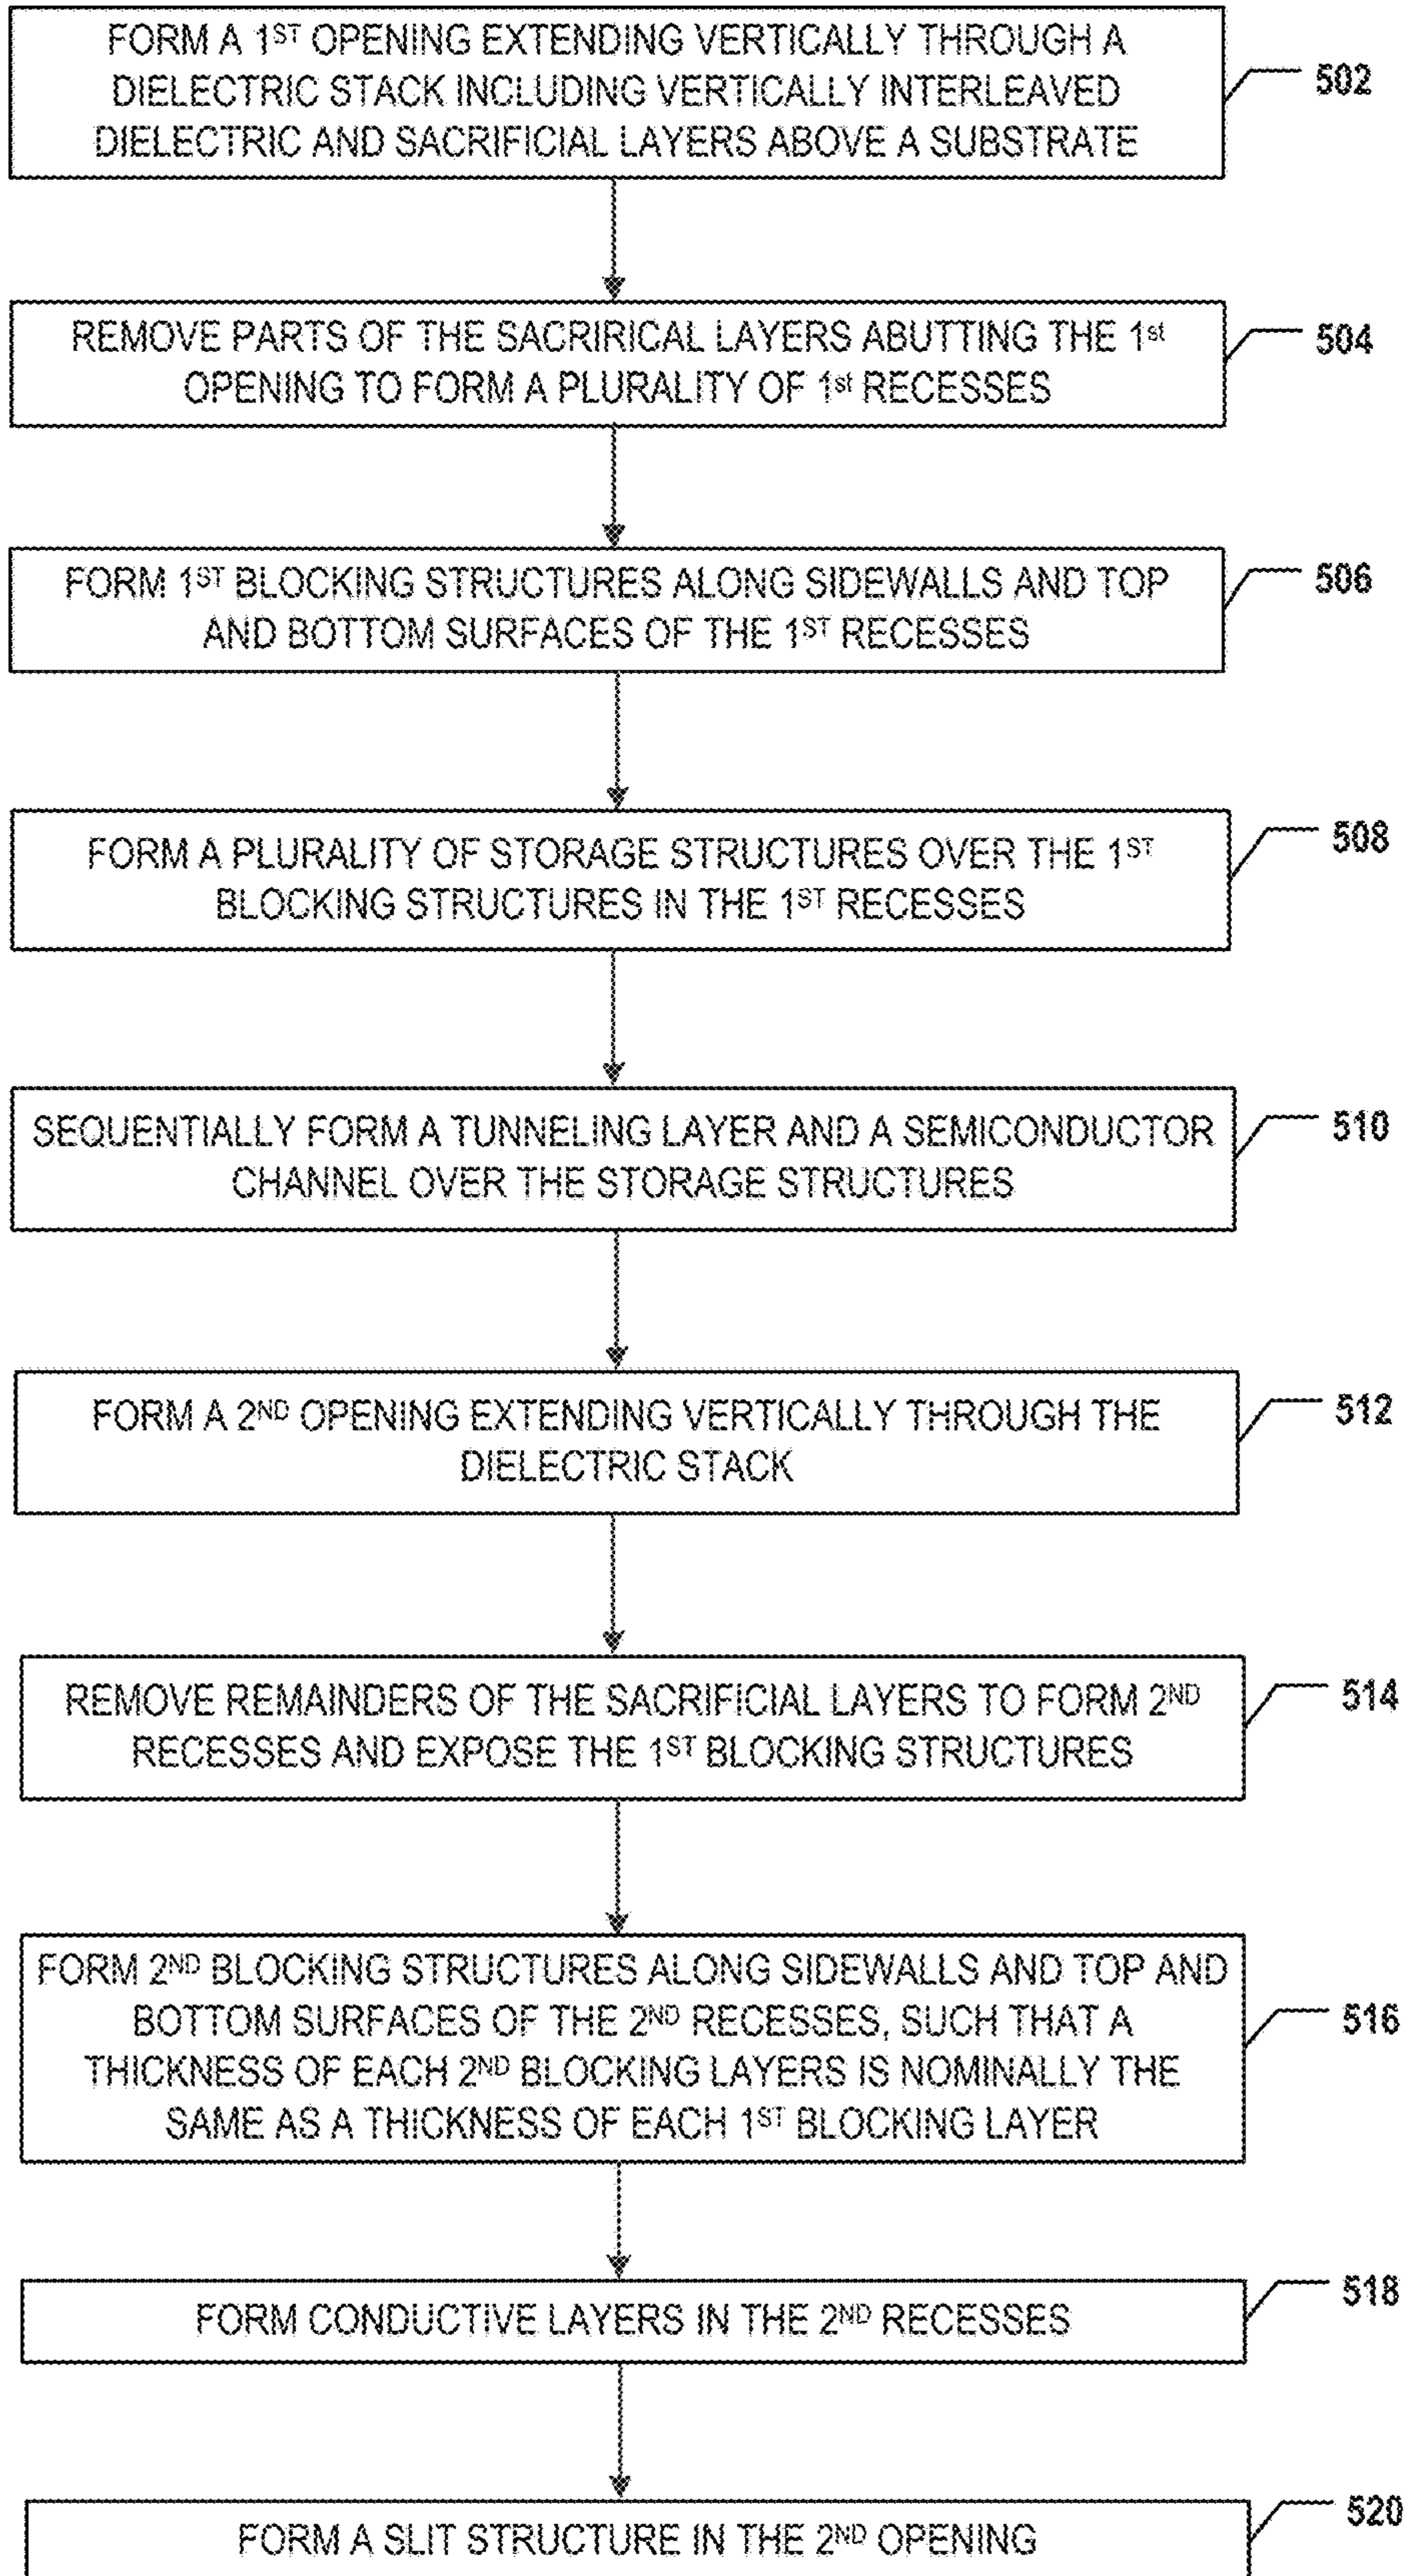 FORM A 1ST OPENING EXTENDING VERTICALLY THROUGH A
DIELECTRIC STACK INCLUDING VERTICALLY INTERLEAVED
DIELECTRIC AND SACRIFICIAL LAYERS ABOVE A SUBSTRATE
502
REMOVE PARTS OF THE SACRIRICAL LAYERS ABUTTING THE 1st
OPENING TO FORM A PLURALITY OF 1st RECESSES
504
FORM 1ST BLOCKING STRUCTURES ALONG SIDEWALLS AND TOP
AND BOTTOM SURFACES OF THE 1ST RECESSES
506
FORM A PLURALITY OF STORAGE STRUCTURES OVER THE 1ST
BLOCKING STRUCTURES IN THE 1ST RECESSES
508
SEQUENTIALLY FORM A TUNNELING LAYER AND A SEMICONDUCTOR
CHANNEL OVER THE STORAGE STRUCTURES
510
FORM A 2ND OPENING EXTENDING VERTICALLY THROUGH THE
DIELECTRIC STACK
512
REMOVE REMAINDERS OF THE SACRIFICIAL LAYERS TO FORM 2ND
RECESSES AND EXPOSE THE 1ST BLOCKING STRUCTURES
514
FORM 2ND BLOCKING STRUCTURES ALONG SIDEWALLS AND TOP AND
BOTTOM SURFACES OF THE 2ND RECESSES, SUCH THAT A
THICKNESS OF EACH 2ND BLOCKING LAYERS IS NOMINALLY THE
SAME AS A THICKNESS OF EACH 1ST BLOCKING LAYER
516
FORM CONDUCTIVE LAYERS IN THE 2ND RECESSES
518
FORM A SLIT STRUCTURE IN THE 2ND OPENING
520